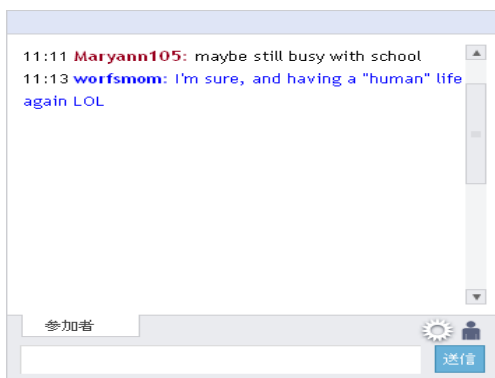 11:11 Maryann105: maybe still busy with school
11:13 worfsmom: I'm sure, and having a "human" life
again LOL
参加者
送信